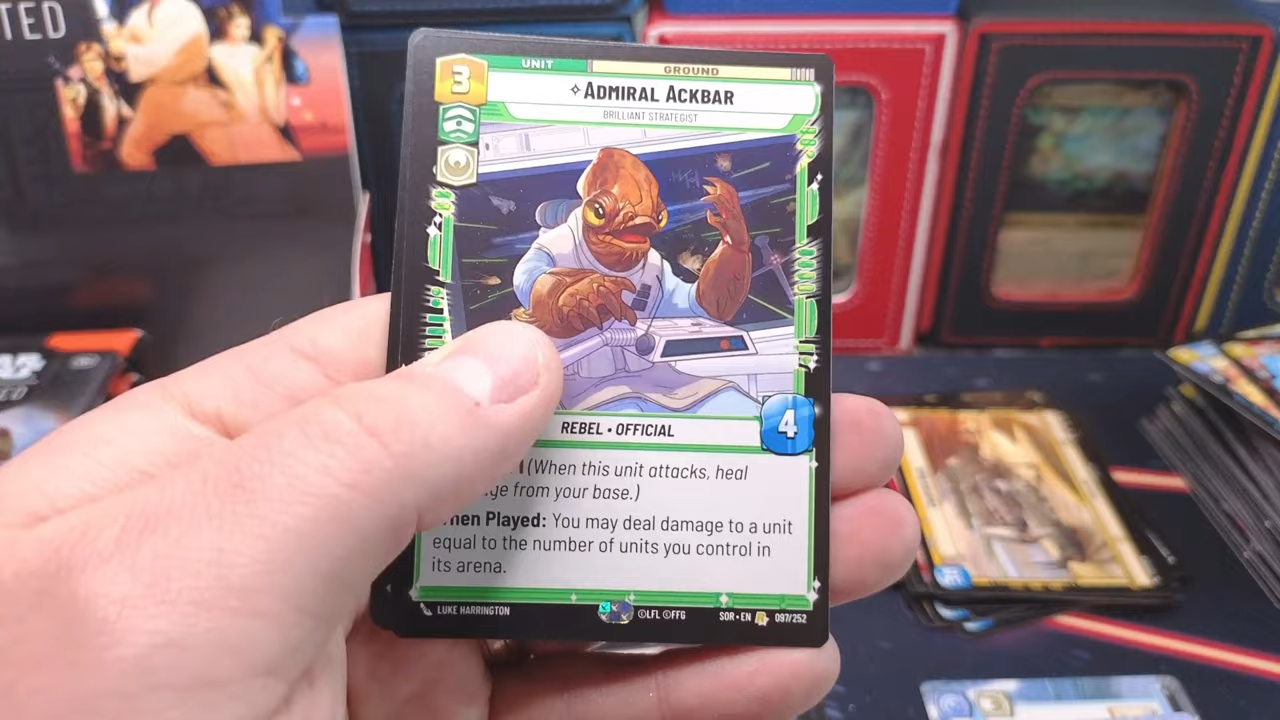 TED
UNIT
GROUND
3
✧ADMIRAL ACKBAR
BRILLIANT STRATEGIST
REBEL • OFFICIAL
4
(When this unit attacks, heal
from your base.)
Played: You may deal damage to a unit
equal to the number of units you control in
its arena.
LUKE HARRINGTON
©LFL ©FFG
SOR • EN
097/252